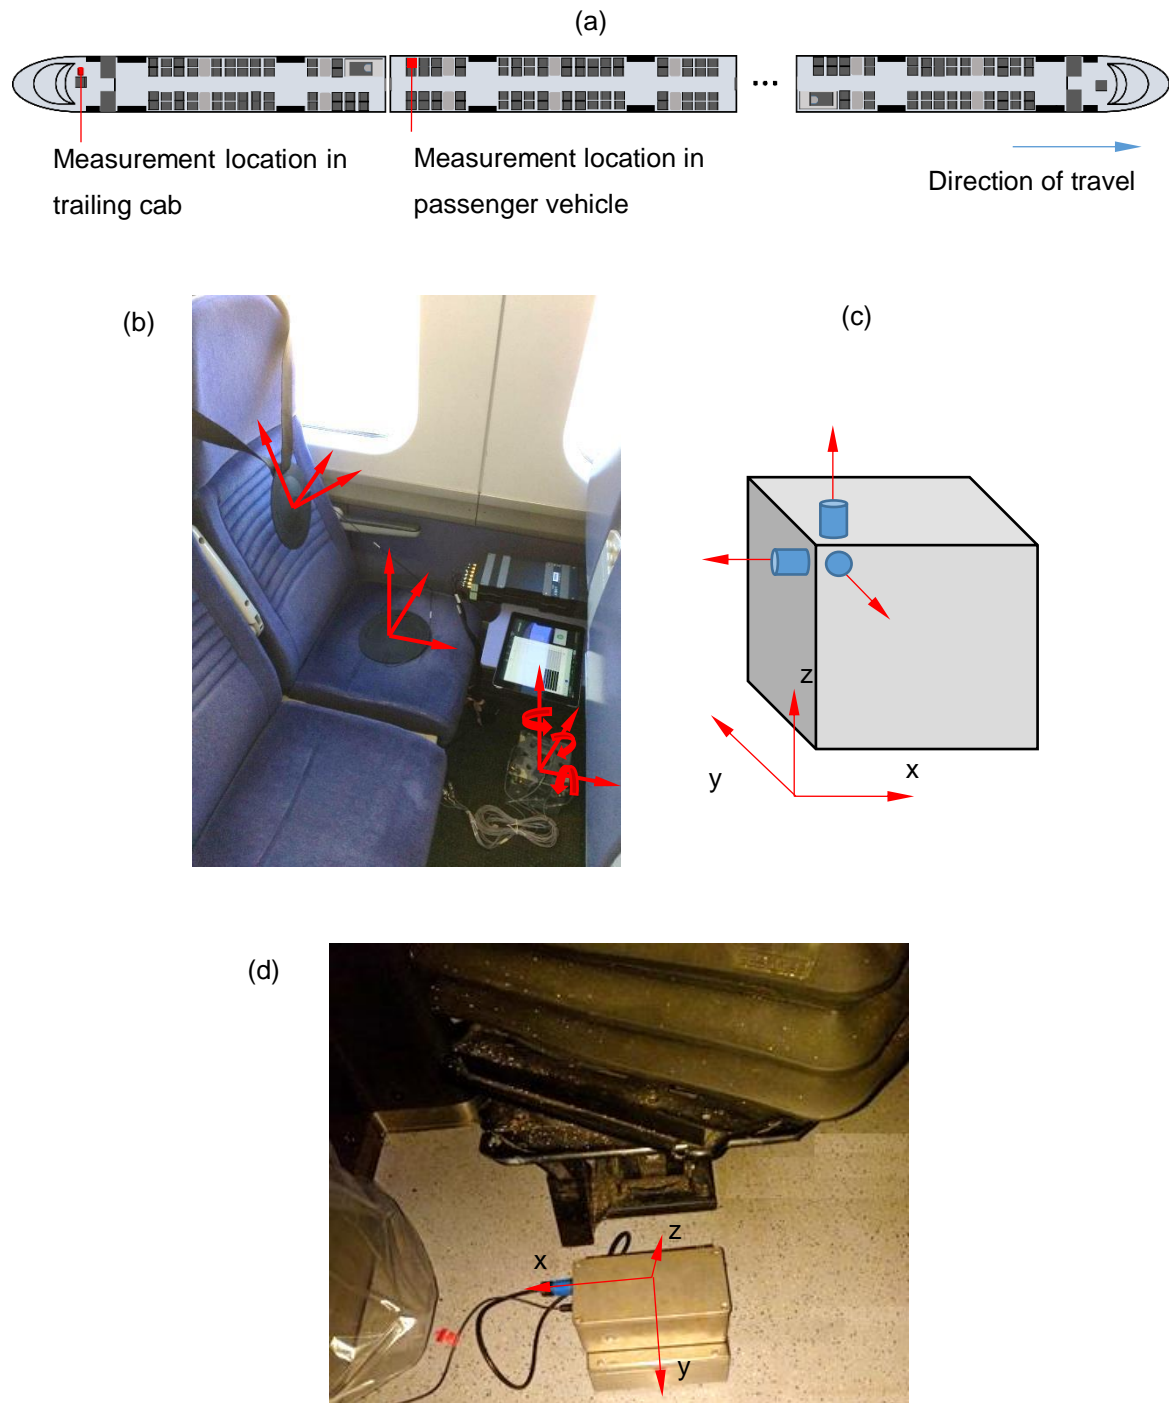 (a)
...
Measurement location in
trailing cab
Measurement location in
passenger vehicle
Direction of travel
(b)
(c)
z
y
x
(d)
z
x
y